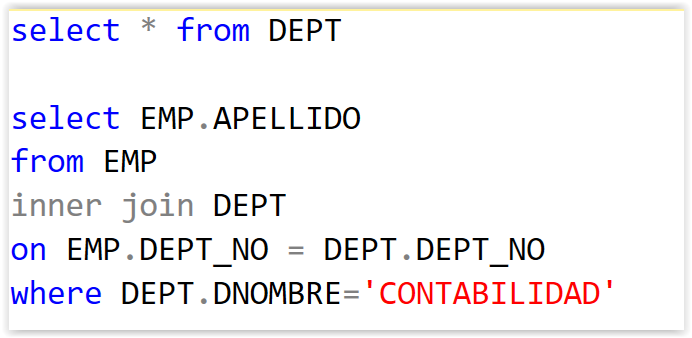 select * from DEPT
select EMP.APELLIDO
from EMP
inner join DEPT
on EMP.DEPT_NO = DEPT.DEPT_NO
where DEPT.DNOMBRE='CONTABILIDAD'